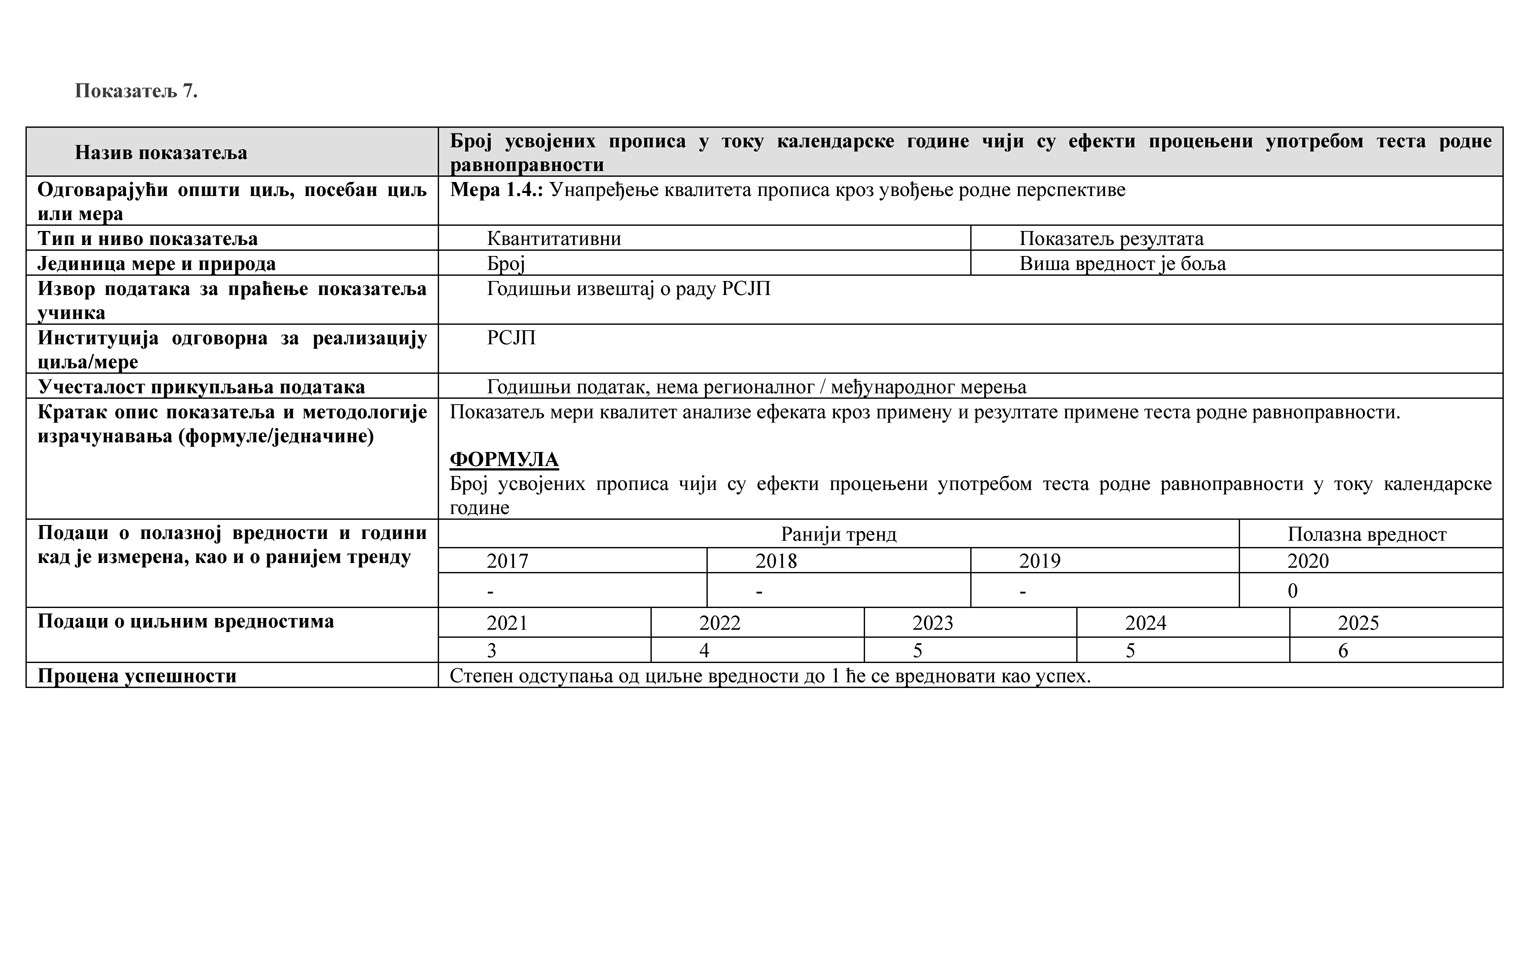 Показатељ 7.
Назив показатеља
Број усвојених прописа у току календарске године чији су ефекти процењени употребом теста родне
равноправности
Одговарајући општи циљ, посебан циљ
или мера
Мера 1.4.: Унапређење квалитета прописа кроз увођење родне перспективе
Тип и ниво показатеља
Квантитативни
Показатељ резултата
Јединица мере и природа
Број
Виша вредност је боља
Извор података за праћење показатеља
учинка
Годишњи извештај о раду РСЈП
Институција одговорна за реализацију
циља/мере
РСЈП
Учесталост прикупљања података
Годишњи податак, нема регионалног / међународног мерења
Кратак опис показатеља и методологије
израчунавања (формуле/једначине)
Показатељ мери квалитет анализе ефеката кроз примену и резултате примене теста родне равноправности.
ФОРМУЛА
Број усвојених прописа чији су ефекти процењени употребом теста родне равноправности у току календарске
године
Подаци о полазној вредности и години
кад је измерена, као и о ранијем тренду
Ранији тренд
Полазна вредност
2017
2018
2019
2020
-
-
-
0
Подаци о циљним вредностима
2021
2022
2023
2024
2025
3
4
5
5
6
Процена успешности
Степен одступања од циљне вредности до 1 ће се вредновати као успех.